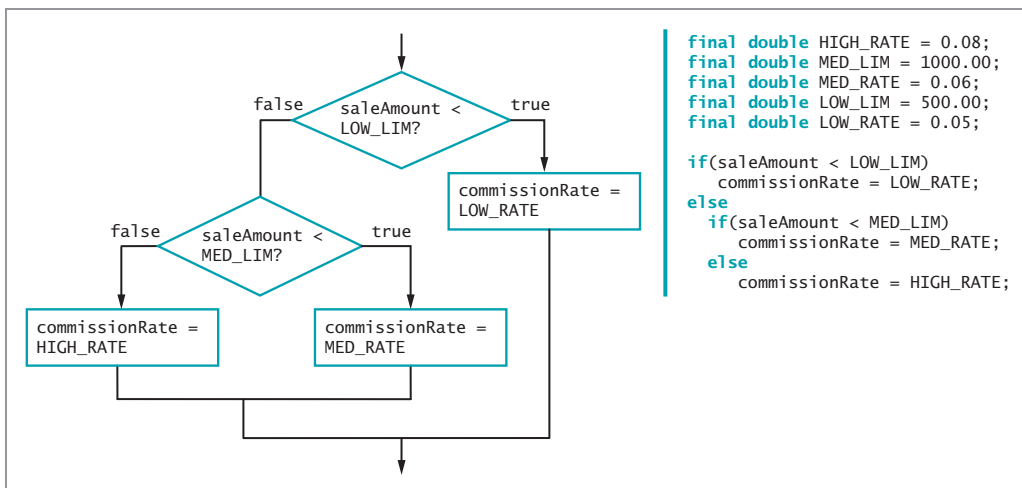 saleAmount <
LOW_LIM?
false
true
commissionRate =
LOW_RATE
saleAmount <
MED_LIM?
false
true
commissionRate =
HIGH_RATE
commissionRate =
MED_RATE
final double HIGH_RATE = 0.08;
final double MED_LIM = 1000.00;
final double MED_RATE = 0.06;
final double LOW_LIM = 500.00;
final double LOW_RATE = 0.05;
if(saleAmount < LOW_LIM)
commissionRate = LOW_RATE;
else
if(saleAmount < MED_LIM)
commissionRate = MED_RATE;
else
commissionRate = HIGH_RATE;